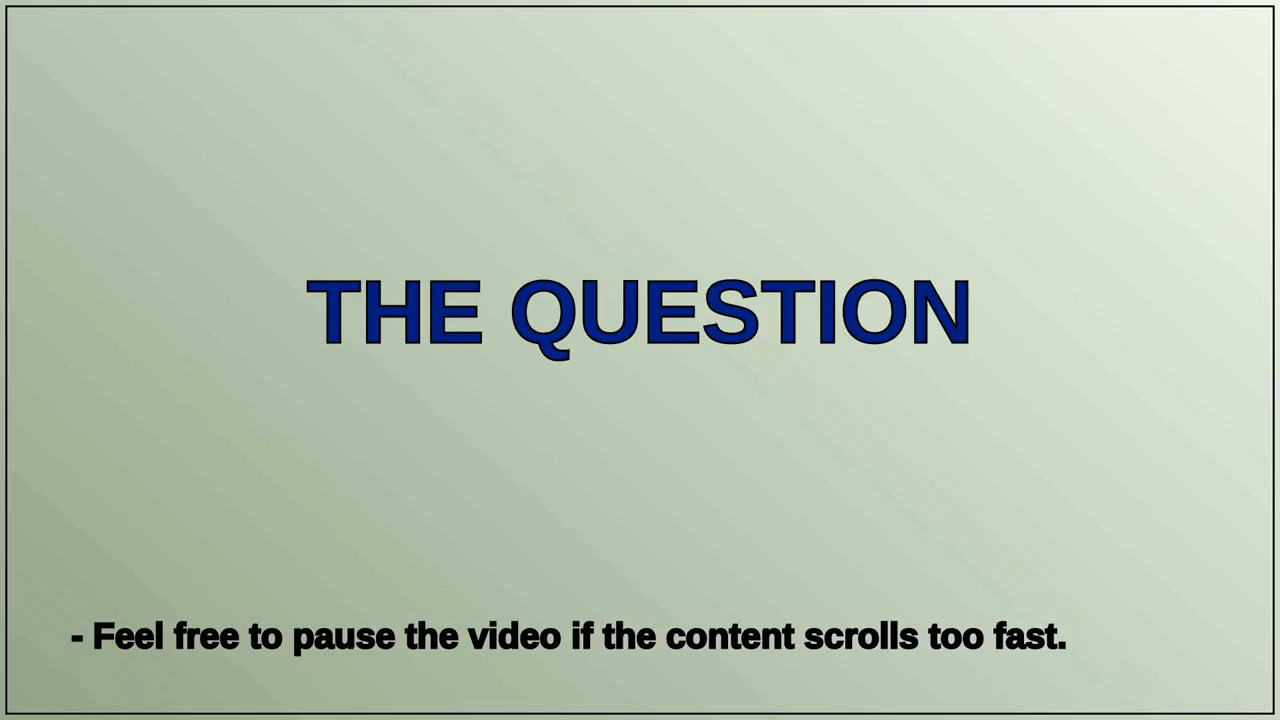 THE QUESTION
- Feel free to pause the video if the content scrolls too fast.